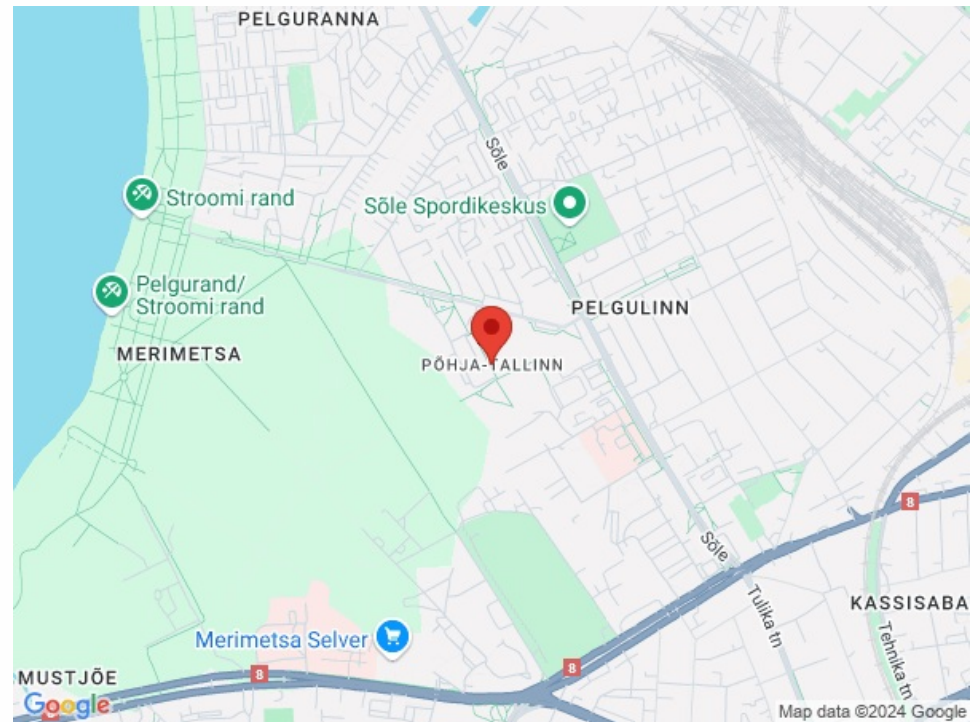 PELGURANNA
Sõle
Stroomi rand
Sõle Spordikeskus
Pelgurand/
Stroomi rand
PELGULINN
MERIMETSA
PÕHJA-TALLINN
8
Sõle
Tulika tn
KASSISABA
Tehnika tn
Merimetsa Selver
8
8
MUSTJÕE
Google
Map data ©2024 Google